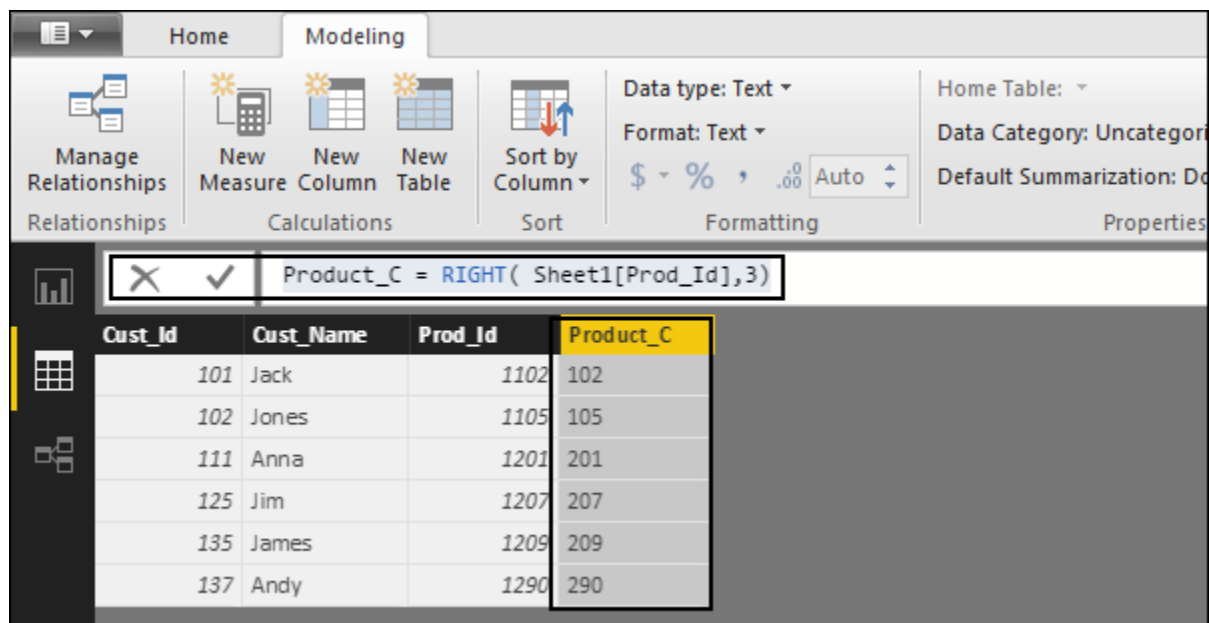 Home Modeling
Manage Relationships
New Measure
New Column
New Table
Sort by Column
Data type: Text
Format: Text
$ % , .00 Auto
Home Table:
Data Category: Uncategori
Default Summarization: Do
Relationships Calculations Sort Formatting Properties
Product_C = RIGHT( Sheet1[Prod_Id],3)
Cust_Id Cust_Name Prod_Id Product_C
101 Jack 1102 102
102 Jones 1105 105
111 Anna 1201 201
125 Jim 1207 207
135 James 1209 209
137 Andy 1290 290